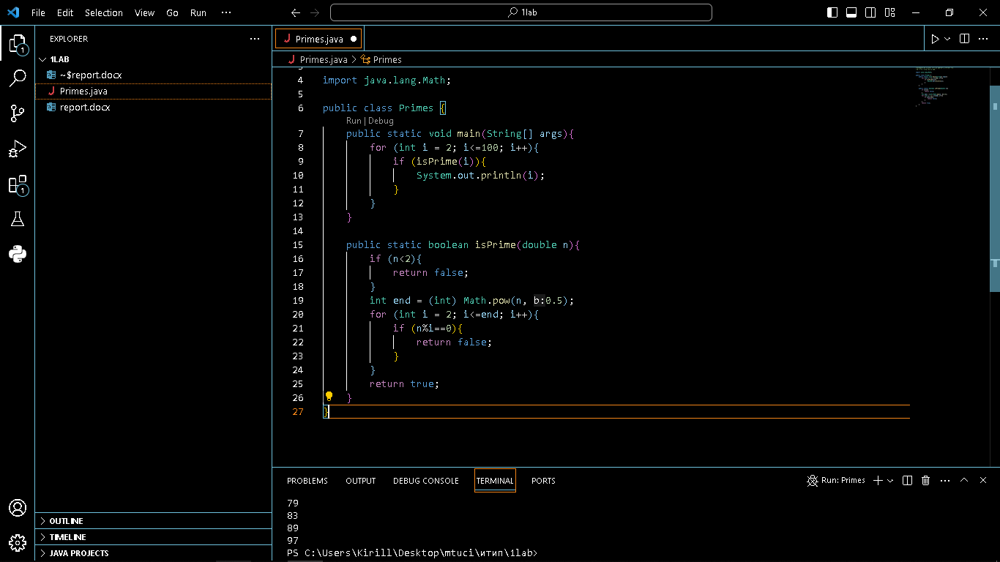 File Edit Selection View Go Run ··· 1lab
EXPLORER ···
1LAB
~$report.docx
Primes.java
report.docx
OUTLINE
TIMELINE
JAVA PROJECTS
1
1
Primes.java
Primes.java > Primes
4 import java.lang.Math;
5
6 public class Primes {
Run | Debug
7 public static void main(String[] args){
8 for (int i = 2; i<=100; i++){
9 if (isPrime(i)){
10 System.out.println(i);
11 }
12 }
13 }
14
15 public static boolean isPrime(double n){
16 if (n<2){
17 return false;
18 }
19 int end = (int) Math.pow(n, b:0.5);
20 for (int i = 2; i<=end; i++){
21 if (n%i==0){
22 return false;
23 }
24 }
25 return true;
26 }
27 }
PROBLEMS OUTPUT DEBUG CONSOLE TERMINAL PORTS Run: Primes
79
83
89
97
PS C:\Users\Kirill\Desktop\mtuci\итип\1lab>